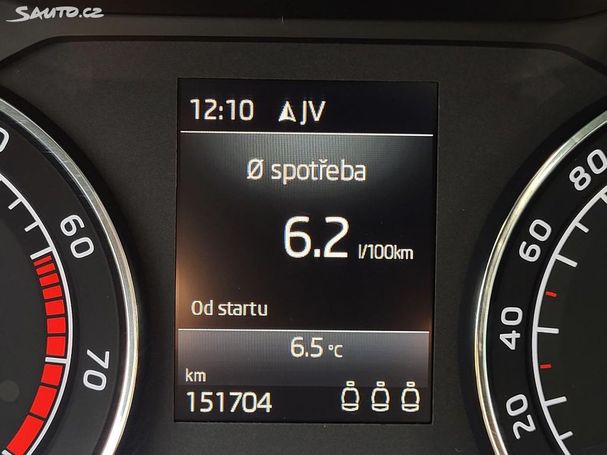 SAUTO.CZ
12:10 JV
Ø spotřeba
6.2 l/100km
Od startu
6.5 °C
km
151704
60
70
80
60
40
20